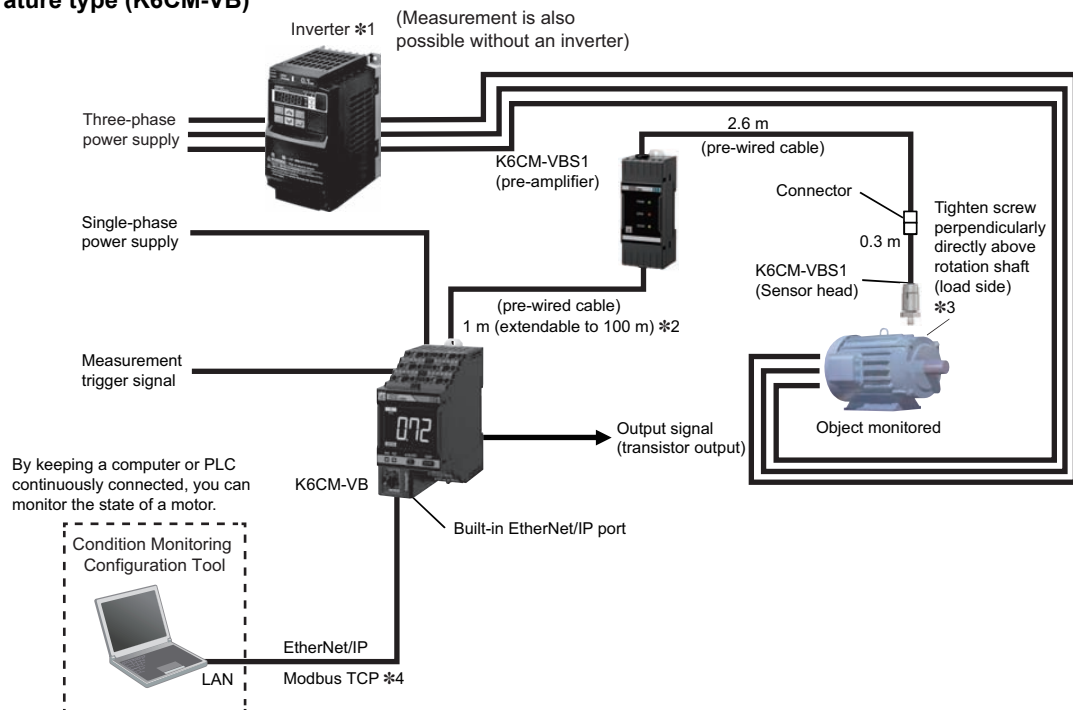 ature type (K6CM-VB)
Inverter ✻1
(Measurement is also
possible without an inverter)
Three-phase
power supply
2.6 m
(pre-wired cable)
K6CM-VBS1
(pre-amplifier)
Connector
Tighten screw
perpendicularly
directly above
rotation shaft
(load side)
✻3
0.3 m
Single-phase
power supply
K6CM-VBS1
(Sensor head)
(pre-wired cable)
1 m (extendable to 100 m) ✻2
Measurement
trigger signal
0.72
Output signal
(transistor output)
Object monitored
By keeping a computer or PLC
continuously connected, you can
monitor the state of a motor.
K6CM-VB
Built-in EtherNet/IP port
Condition Monitoring
Configuration Tool
EtherNet/IP
LAN
Modbus TCP ✻4